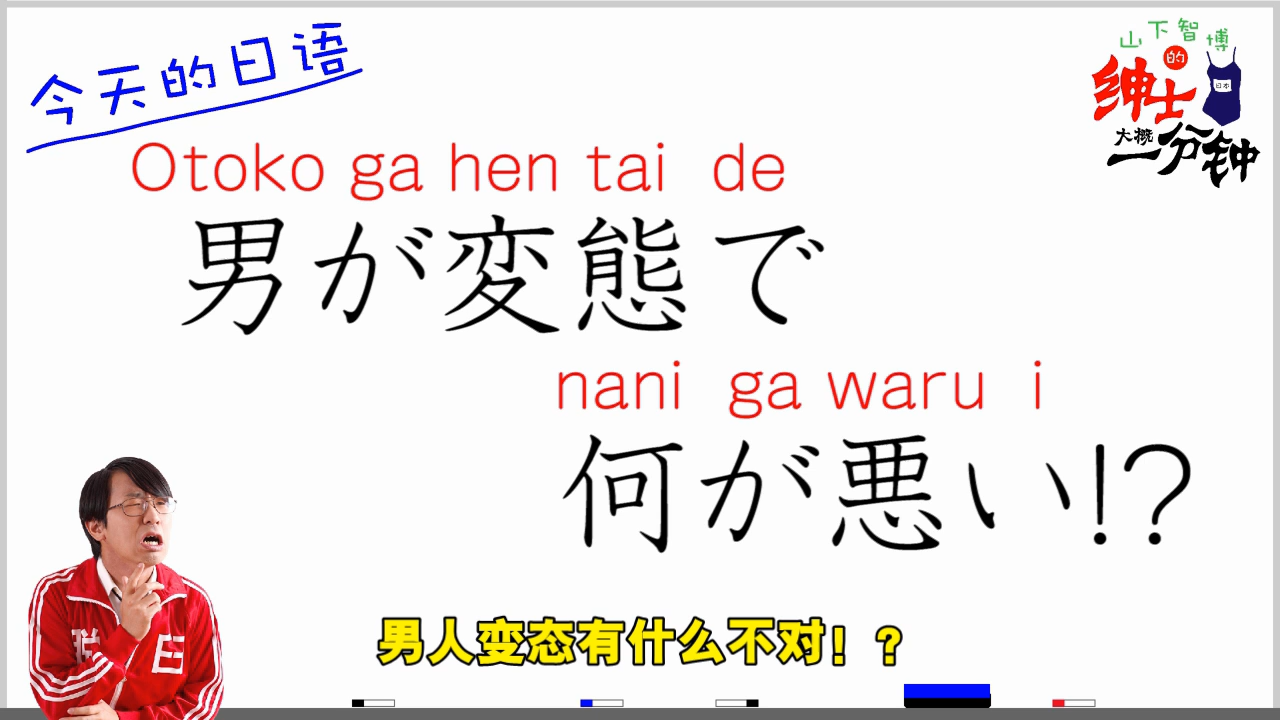 今天的日语
山下智博
的
绅士
日本
大概
一分钟
Otoko ga hen tai de
男が変態で
nani ga waru i
何が悪い!?
男人变态有什么不对！？